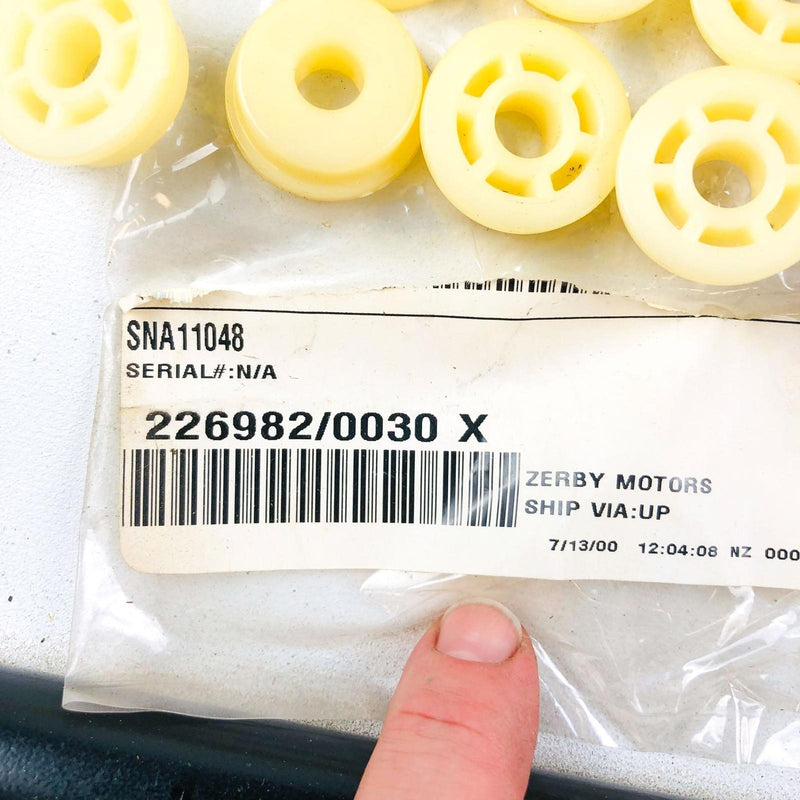 SNA11048
SERIAL#:N/A
226982/0030 X
ZERBY MOTORS
SHIP VIA:UP
7/13/00 12:04:08 NZ 000